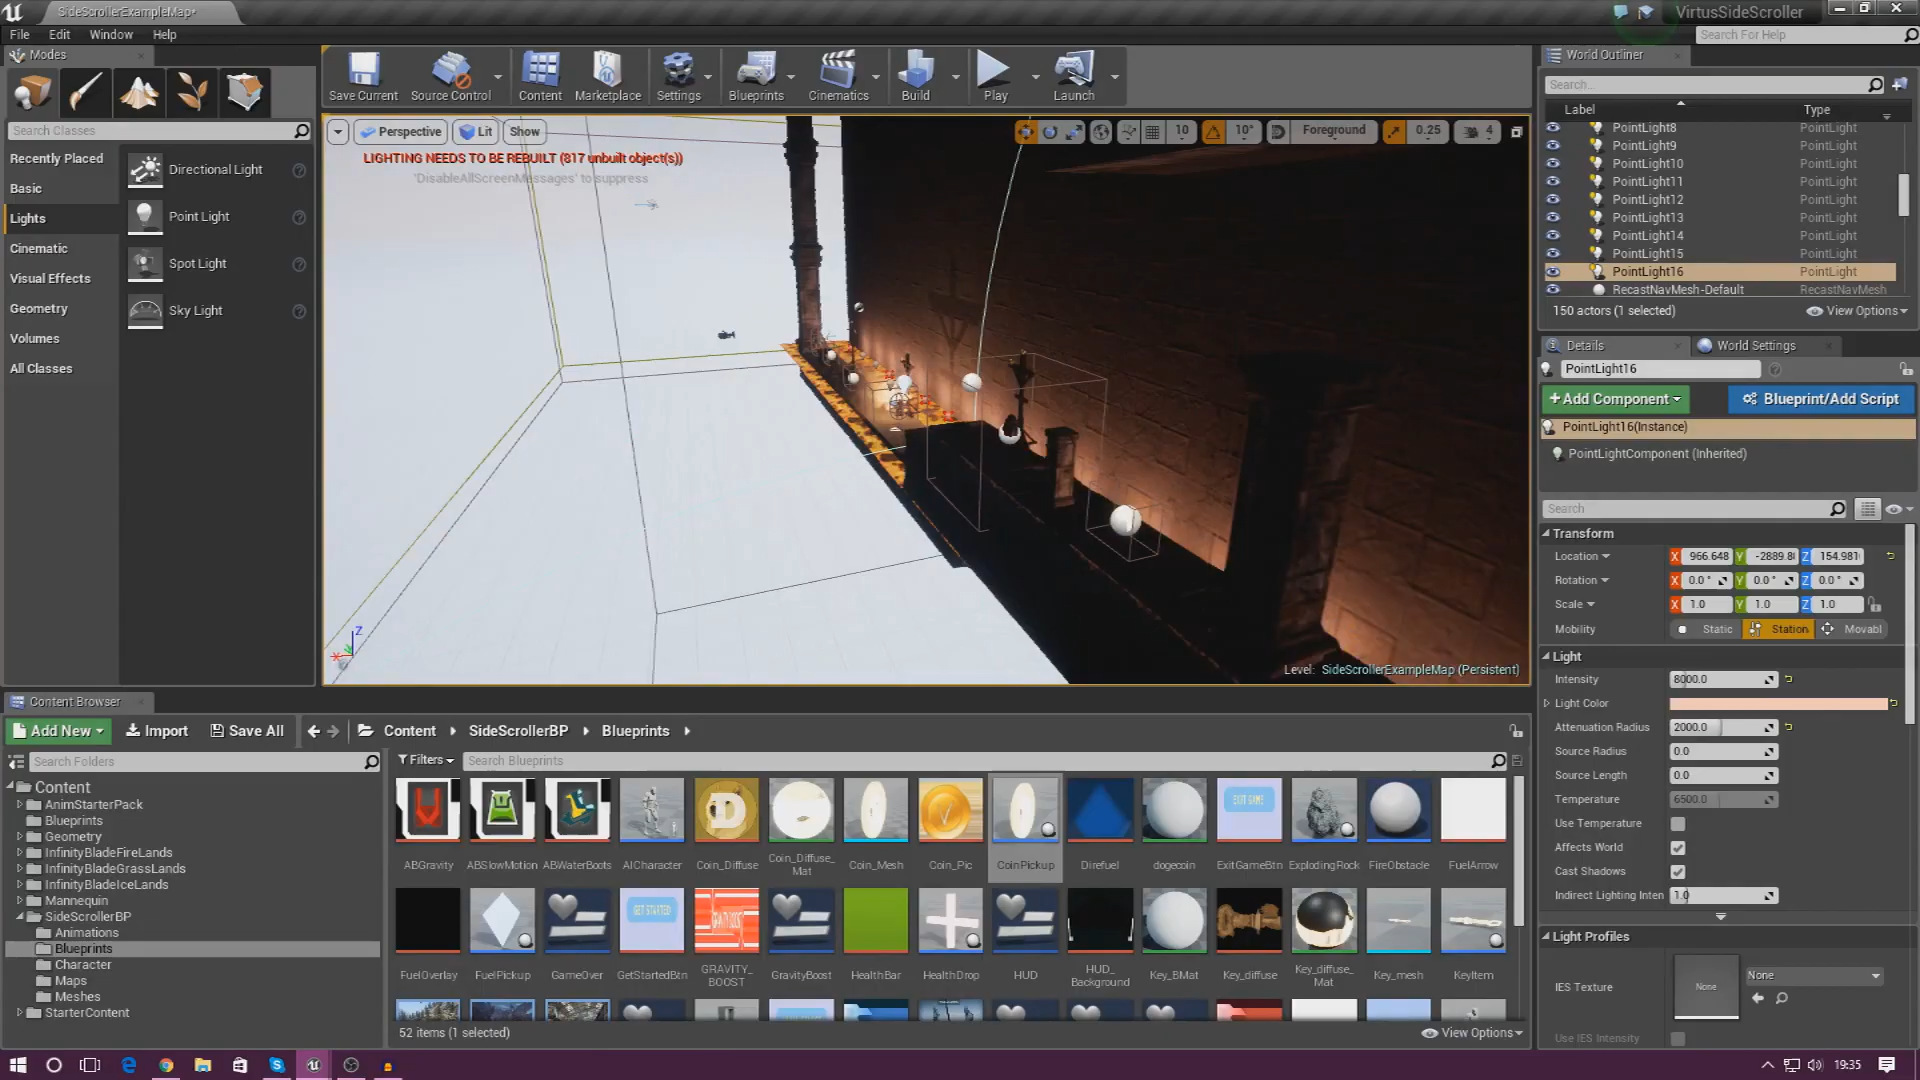 SideScrollerExampleMap*
VirtusSideScroller
File Edit Window Help
Search For Help
Modes
Search Classes
Recently Placed
Basic
Lights
Cinematic
Visual Effects
Geometry
Volumes
All Classes
Directional Light
Point Light
Spot Light
Sky Light
Save Current
Source Control
Content
Marketplace
Settings
Blueprints
Cinematics
Build
Play
Launch
Perspective Lit Show
10 10° Foreground 0.25 4
LIGHTING NEEDS TO BE REBUILT (817 unbuilt object(s))
'DisableAllScreenMessages' to suppress
Z
Level: SideScrollerExampleMap (Persistent)
World Outliner
Search...
Label Type
PointLight8 PointLight
PointLight9 PointLight
PointLight10 PointLight
PointLight11 PointLight
PointLight12 PointLight
PointLight13 PointLight
PointLight14 PointLight
PointLight15 PointLight
PointLight16 PointLight
RecastNavMesh-Default RecastNavMesh
150 actors (1 selected) View Options
Details World Settings
PointLight16
+Add Component Blueprint/Add Script
PointLight16(Instance)
PointLightComponent (Inherited)
Search
Transform
Location X 966.648 Y -2889.8 Z 154.981
Rotation X 0.0 ° Y 0.0 ° Z 0.0 °
Scale X 1.0 Y 1.0 Z 1.0
Mobility Static Station Movabl
Light
Intensity 8000.0
Light Color
Attenuation Radius 2000.0
Source Radius 0.0
Source Length 0.0
Temperature 6500.0
Use Temperature
Affects World
Cast Shadows
Indirect Lighting Inten 1.0
Light Profiles
IES Texture None None
Use IES Intensity
Content Browser
Add New Import Save All Content SideScrollerBP Blueprints
Search Folders
Filters Search Blueprints
Content
AnimStarterPack
Blueprints
Geometry
InfinityBladeFireLands
InfinityBladeGrassLands
InfinityBladeIceLands
Mannequin
SideScrollerBP
Animations
Blueprints
Character
Maps
Meshes
StarterContent
D
V
EXIT GAME
ABGravity ABSlowMotion ABWaterBoots AICharacter Coin_Diffuse Coin_Diffuse_Mat Coin_Mesh Coin_Pic CoinPickup Direfuel dogecoin ExitGameBtn ExplodingRock FireObstacle FuelArrow
GET STARTED!
GRAVITY BOOST
FuelOverlay FuelPickup GameOver GetStartedBtn GRAVITY_BOOST GravityBoost HealthBar HealthDrop HUD HUD_Background Key_BMat Key_diffuse Key_diffuse_Mat Key_mesh KeyItem
52 items (1 selected) View Options
19:35